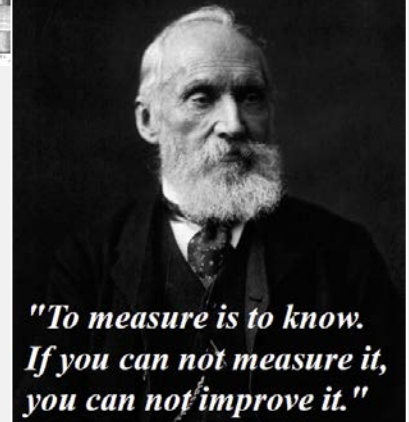 "To measure is to know.
If you can not measure it,
you can not improve it."